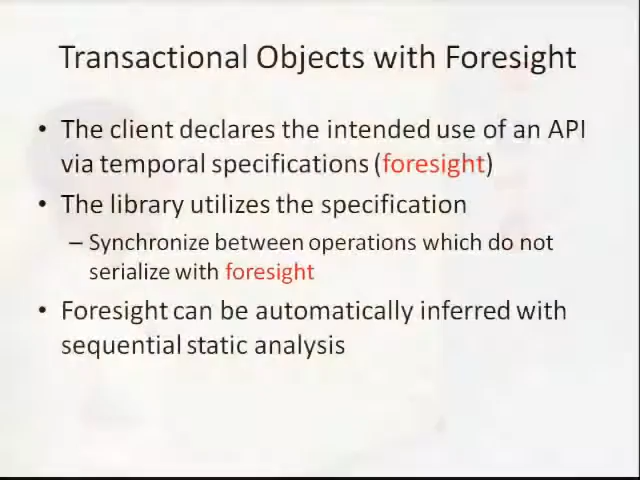 Transactional Objects with Foresight
• The client declares the intended use of an API
via temporal specifications (foresight)
• The library utilizes the specification
– Synchronize between operations which do not
serialize with foresight
• Foresight can be automatically inferred with
sequential static analysis